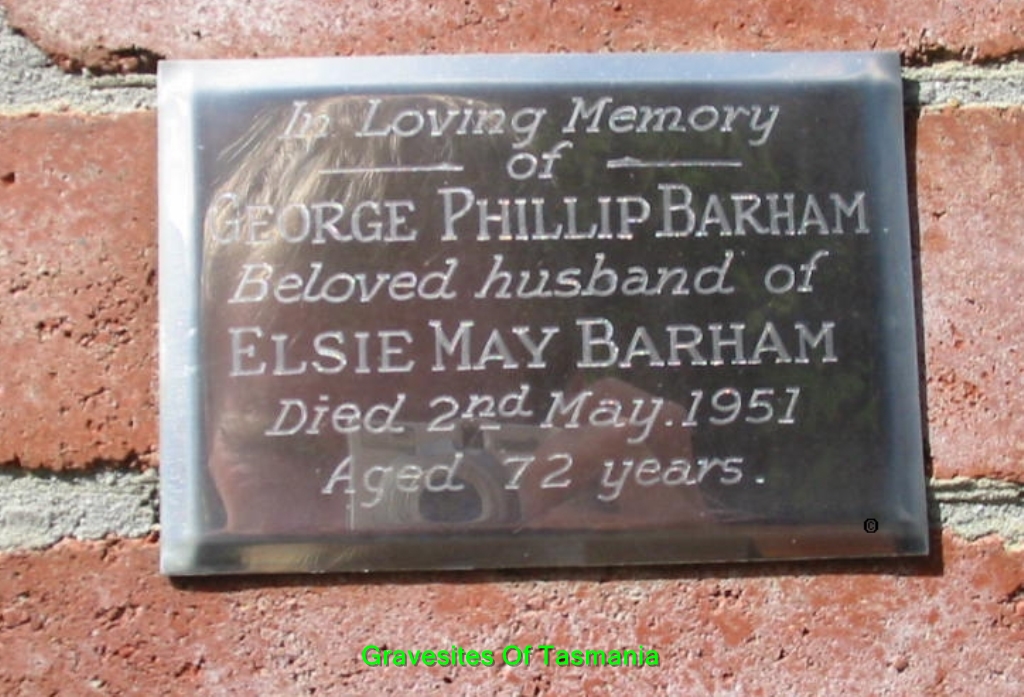 In Loving Memory
of
GEORGE PHILLIP BARHAM
Beloved husband of
ELSIE MAY BARHAM
Died 2nd May. 1951
Aged 72 years.
©
Gravesites Of Tasmania